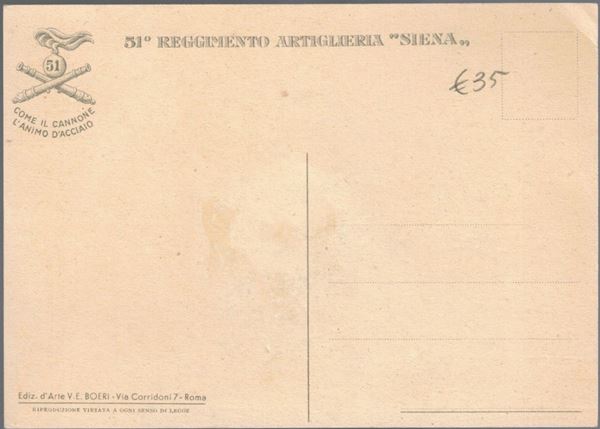 51º REGGIMENTO ARTIGLIERIA "SIENA„
€35
51
COME IL CANNONE
L'ANIMO D'ACCIAIO
Ediz. d'Arte V. E. BOERI - Via Corridoni 7 - Roma
RIPRODUZIONE VIETATA A OGNI SENSO DI LEGGE